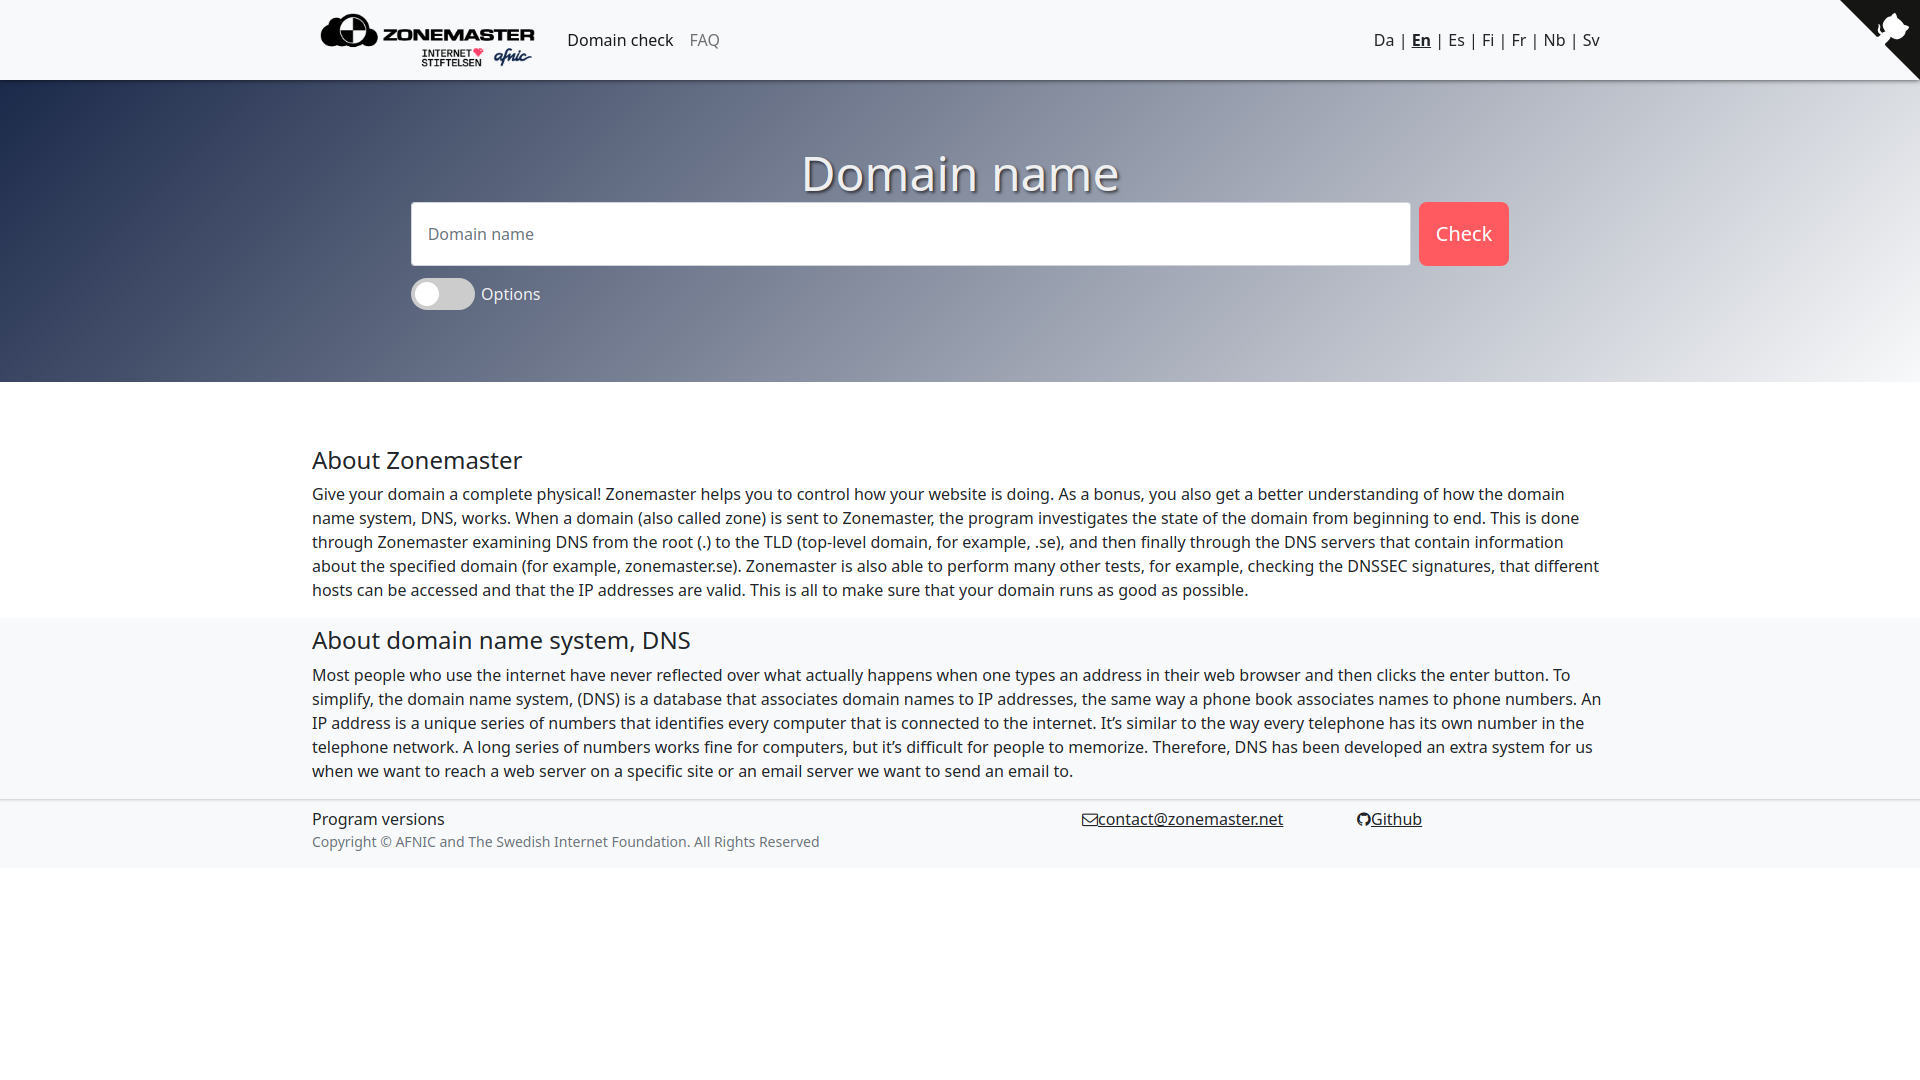 ZONEMASTER
INTERNET
STIFTELSEN afnic
Domain check FAQ
Da | En | Es | Fi | Fr | Nb | Sv
Domain name
Domain name
Check
Options
About Zonemaster
Give your domain a complete physical! Zonemaster helps you to control how your website is doing. As a bonus, you also get a better understanding of how the domain
name system, DNS, works. When a domain (also called zone) is sent to Zonemaster, the program investigates the state of the domain from beginning to end. This is done
through Zonemaster examining DNS from the root (.) to the TLD (top-level domain, for example, .se), and then finally through the DNS servers that contain information
about the specified domain (for example, zonemaster.se). Zonemaster is also able to perform many other tests, for example, checking the DNSSEC signatures, that different
hosts can be accessed and that the IP addresses are valid. This is all to make sure that your domain runs as good as possible.
About domain name system, DNS
Most people who use the internet have never reflected over what actually happens when one types an address in their web browser and then clicks the enter button. To
simplify, the domain name system, (DNS) is a database that associates domain names to IP addresses, the same way a phone book associates names to phone numbers. An
IP address is a unique series of numbers that identifies every computer that is connected to the internet. It’s similar to the way every telephone has its own number in the
telephone network. A long series of numbers works fine for computers, but it’s difficult for people to memorize. Therefore, DNS has been developed an extra system for us
when we want to reach a web server on a specific site or an email server we want to send an email to.
Program versions
contact@zonemaster.net
Github
Copyright © AFNIC and The Swedish Internet Foundation. All Rights Reserved